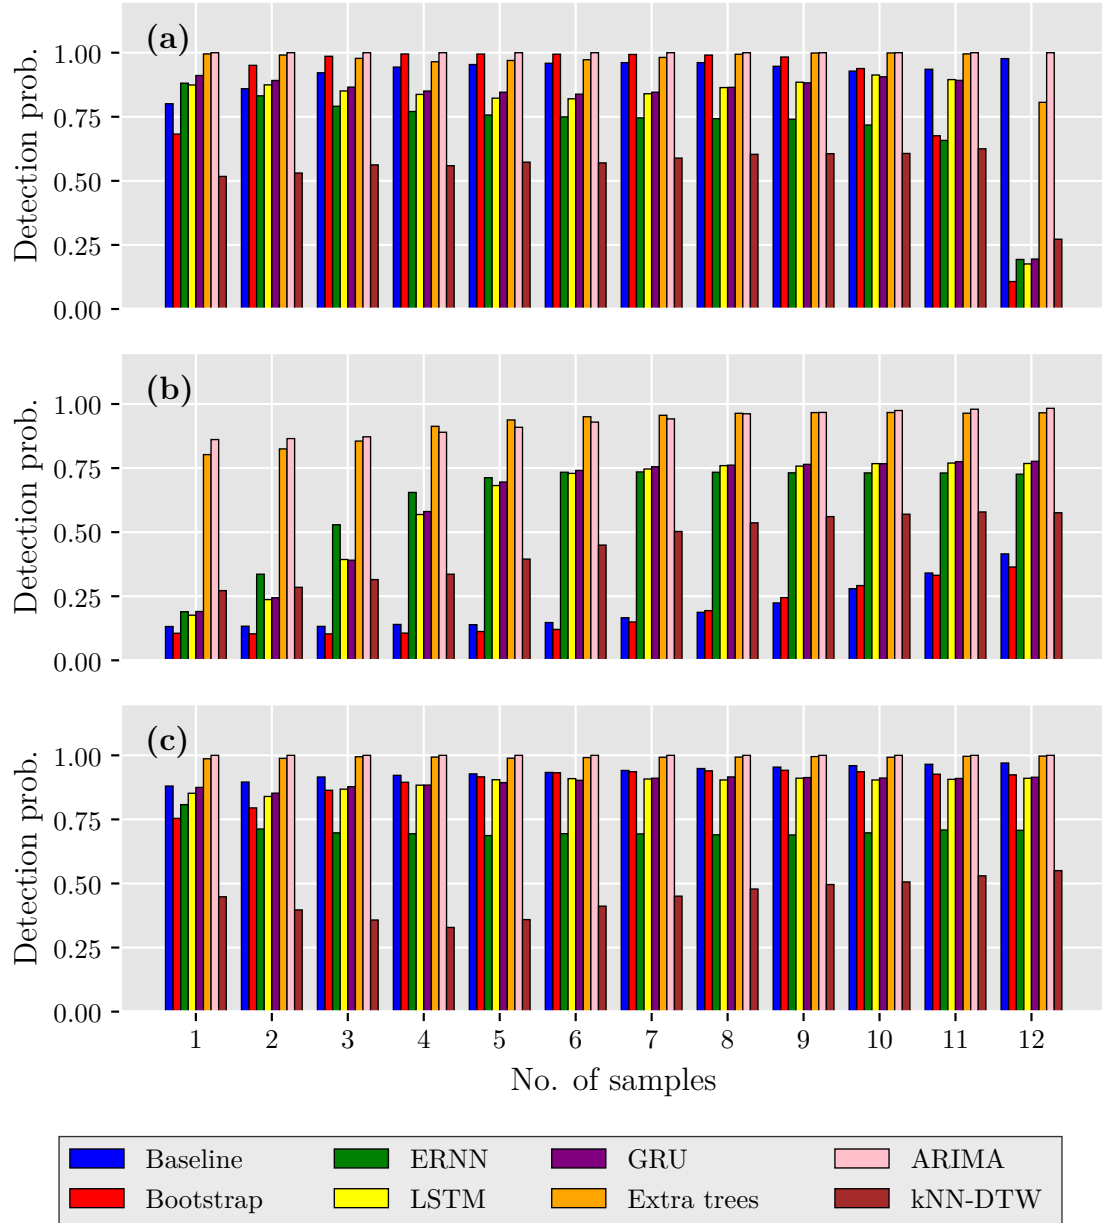 (a)
1.00
0.75
0.50
0.25
0.00
Detection prob.
(b)
1.00
0.75
0.50
0.25
0.00
Detection prob.
(c)
1.00
0.75
0.50
0.25
0.00
Detection prob.
1 2 3 4 5 6 7 8 9 10 11 12
No. of samples
Baseline ERNN GRU ARIMA
Bootstrap LSTM Extra trees kNN-DTW